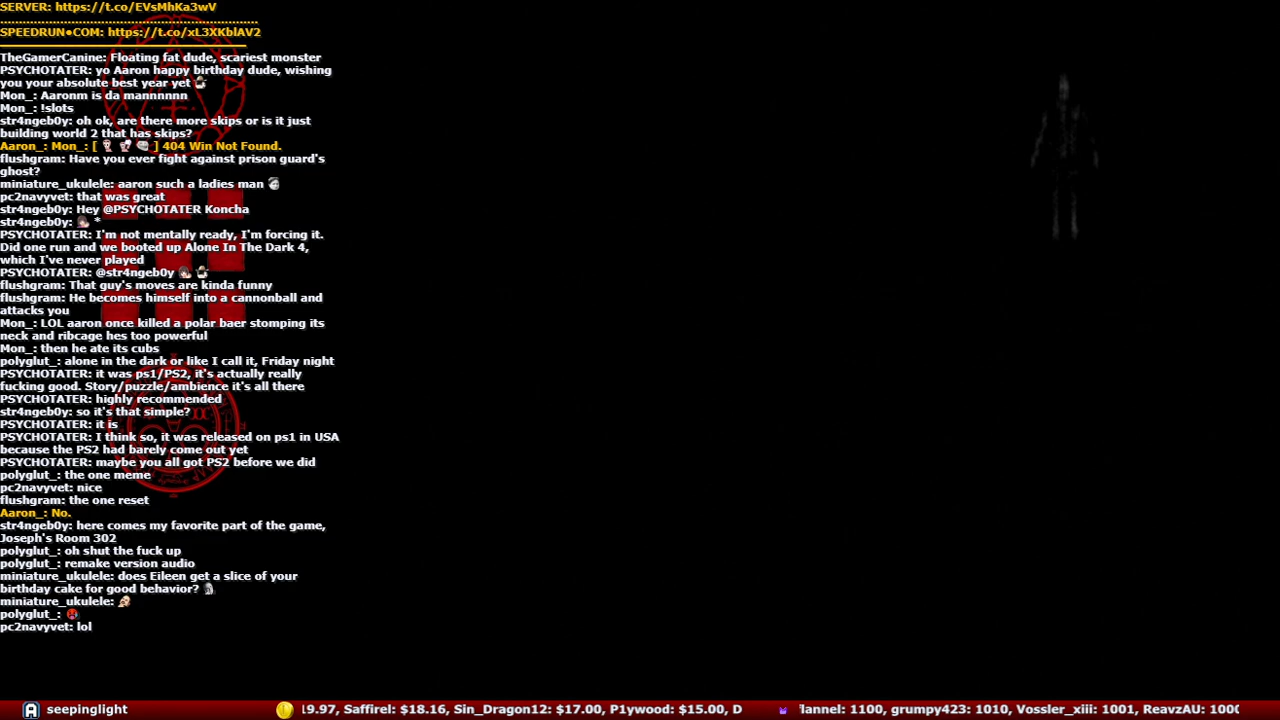 SERVER: https://t.co/EVsMhKa3wV
SPEEDRUN●COM: https://t.co/xL3XKblAV2
TheGamerCanine: Floating fat dude, scariest monster
PSYCHOTATER: yo Aaron happy birthday dude, wishing
you your absolute best year yet
Mon_: Aaronm is da mannnnnn
Mon_: !slots
str4ngeb0y: oh ok, are there more skips or is it just
building world 2 that has skips?
Aaron_: Mon_: [ ] 404 Win Not Found.
flushgram: Have you ever fight against prison guard's
ghost?
miniature_ukulele: aaron such a ladies man
pc2navyvet: that was great
str4ngeb0y: Hey @PSYCHOTATER Koncha
str4ngeb0y: *
PSYCHOTATER: I'm not mentally ready, I'm forcing it.
Did one run and we booted up Alone In The Dark 4,
which I've never played
PSYCHOTATER: @str4ngeb0y
flushgram: That guy's moves are kinda funny
flushgram: He becomes himself into a cannonball and
attacks you
Mon_: LOL aaron once killed a polar baer stomping its
neck and ribcage hes too powerful
Mon_: then he ate its cubs
polyglut_: alone in the dark or like I call it, Friday night
PSYCHOTATER: it was ps1/PS2, it's actually really
fucking good. Story/puzzle/ambience it's all there
PSYCHOTATER: highly recommended
str4ngeb0y: so it's that simple?
PSYCHOTATER: it is
PSYCHOTATER: I think so, it was released on ps1 in USA
because the PS2 had barely come out yet
PSYCHOTATER: maybe you all got PS2 before we did
polyglut_: the one meme
pc2navyvet: nice
flushgram: the one reset
Aaron_: No.
str4ngeb0y: here comes my favorite part of the game,
Joseph's Room 302
polyglut_: oh shut the fuck up
polyglut_: remake version audio
miniature_ukulele: does Eileen get a slice of your
birthday cake for good behavior?
miniature_ukulele:
polyglut_:
pc2navyvet: lol
seepinglight 19.97, Saffirel: $18.16, Sin_Dragon12: $17.00, P1ywood: $15.00, D lannel: 1100, grumpy423: 1010, Vossler_xiii: 1001, ReavzAU: 1000